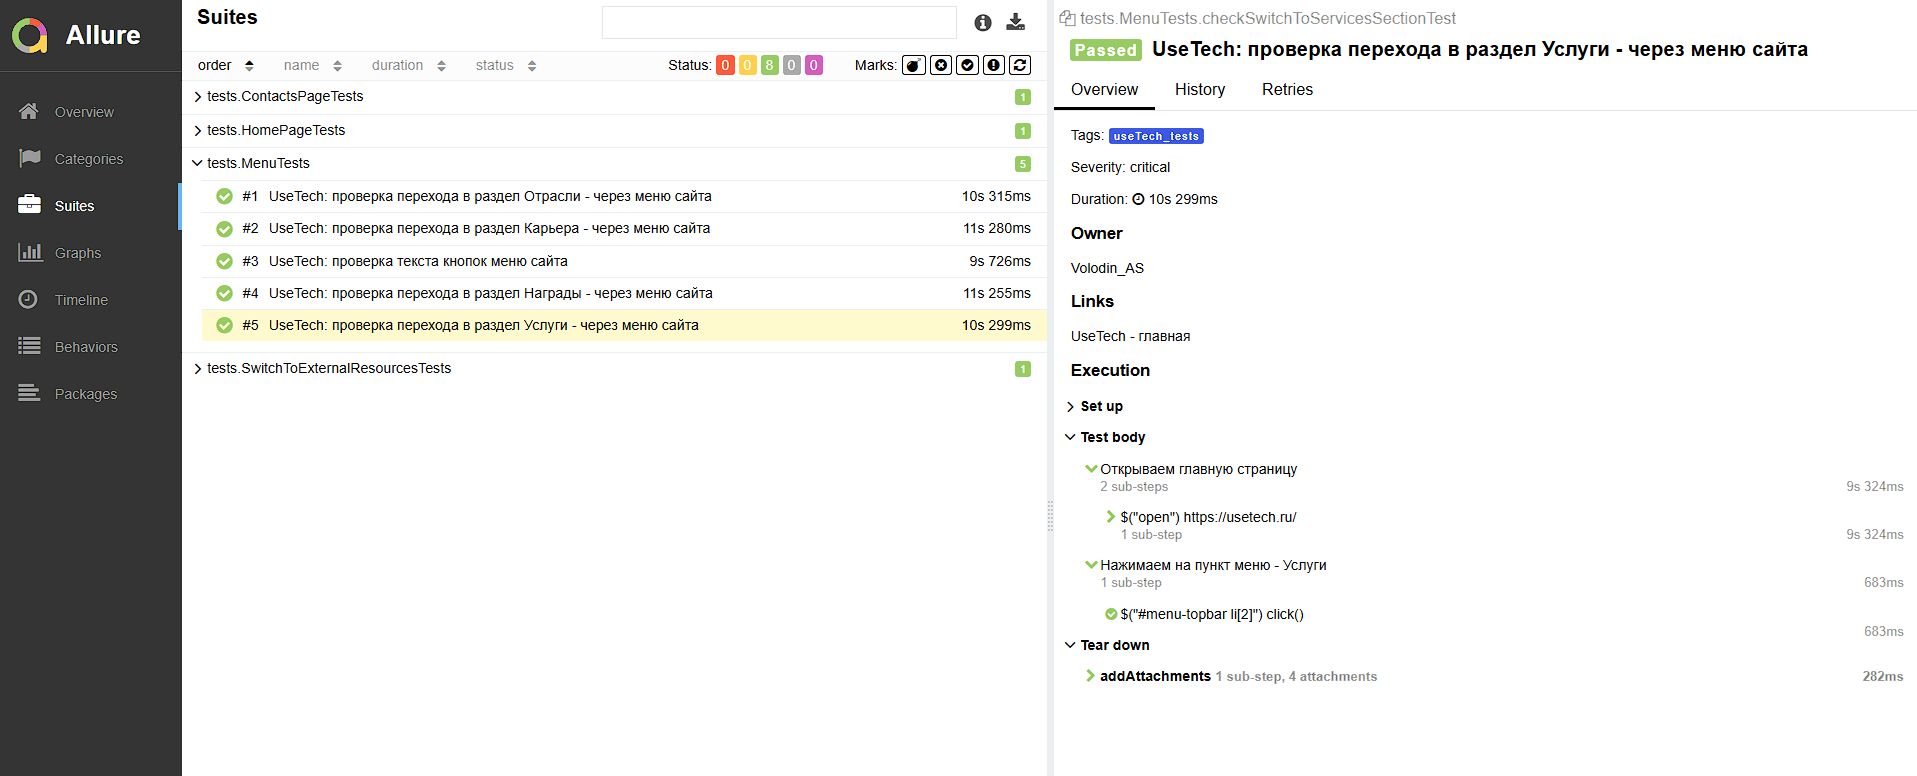 Allure
Overview
Categories
Suites
Graphs
Timeline
Behaviors
Packages
Suites
order name duration status Status: 0 0 8 0 0 Marks:
tests.ContactsPageTests 1
tests.HomePageTests 1
tests.MenuTests 5
#1 UseTech: проверка перехода в раздел Отрасли - через меню сайта 10s 315ms
#2 UseTech: проверка перехода в раздел Карьера - через меню сайта 11s 280ms
#3 UseTech: проверка текста кнопок меню сайта 9s 726ms
#4 UseTech: проверка перехода в раздел Награды - через меню сайта 11s 255ms
#5 UseTech: проверка перехода в раздел Услуги - через меню сайта 10s 299ms
tests.SwitchToExternalResourcesTests 1
tests.MenuTests.checkSwitchToServicesSectionTest
Passed UseTech: проверка перехода в раздел Услуги - через меню сайта
Overview History Retries
Tags: useTech_tests
Severity: critical
Duration: 10s 299ms
Owner
Volodin_AS
Links
UseTech - главная
Execution
Set up
Test body
Открываем главную страницу
2 sub-steps 9s 324ms
$("open") https://usetech.ru/
1 sub-step 9s 324ms
Нажимаем на пункт меню - Услуги
1 sub-step 683ms
$("#menu-topbar li[2]") click()
683ms
Tear down
addAttachments 1 sub-step, 4 attachments 282ms